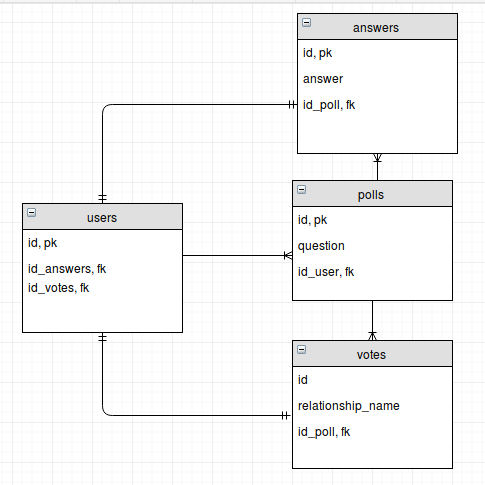 answers
id, pk
answer
id_poll, fk
polls
id, pk
question
id_user, fk
users
id, pk
id_answers, fk
id_votes, fk
votes
id
relationship_name
id_poll, fk